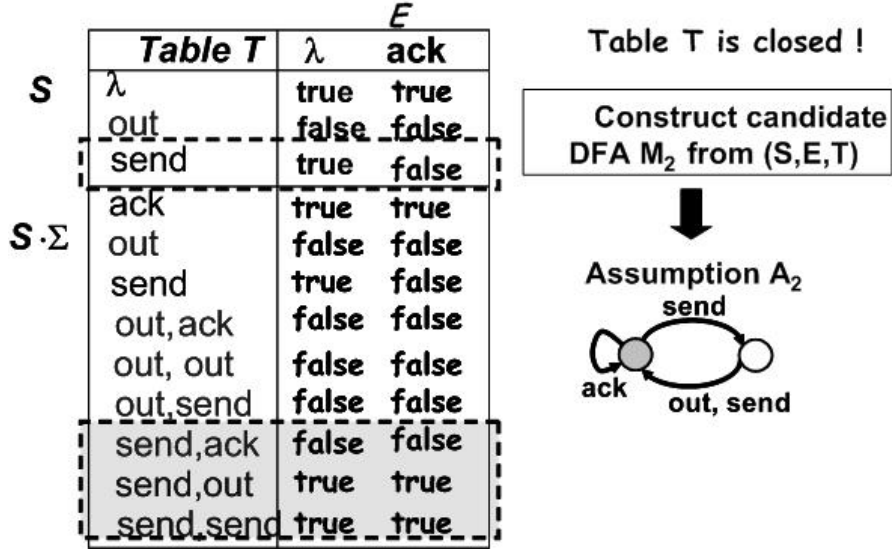 E
Table T λ ack
S λ true true
out false false
send true false
ack true true
S·Σ
out false false
send true false
out,ack false false
out, out false false
out,send false false
send,ack false false
send,out true true
send,send true true
Table T is closed !
Construct candidate
DFA M₂ from (S,E,T)
Assumption A₂
send
ack
out, send